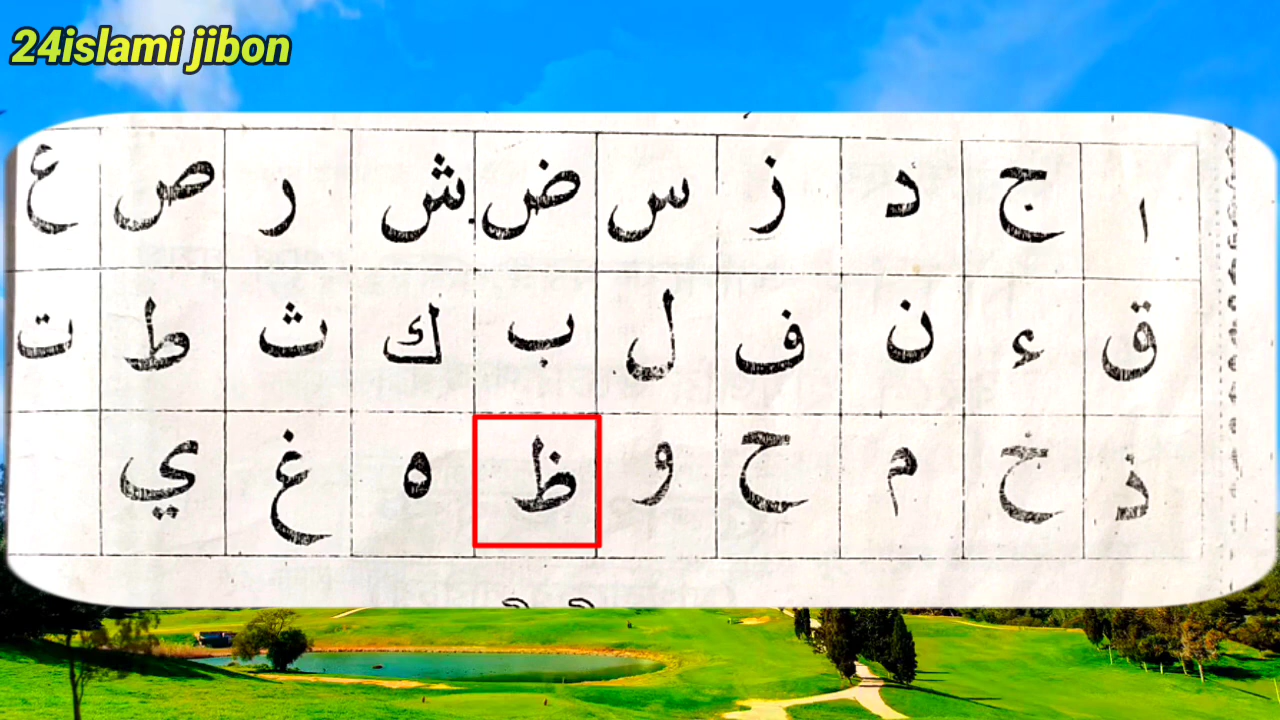 24islami jibon
ا ج د ز س ض ش ر ص ع
ق ء ن ف ل ب ك ث ط ت
ذ خ م ح و ظ ه غ ي